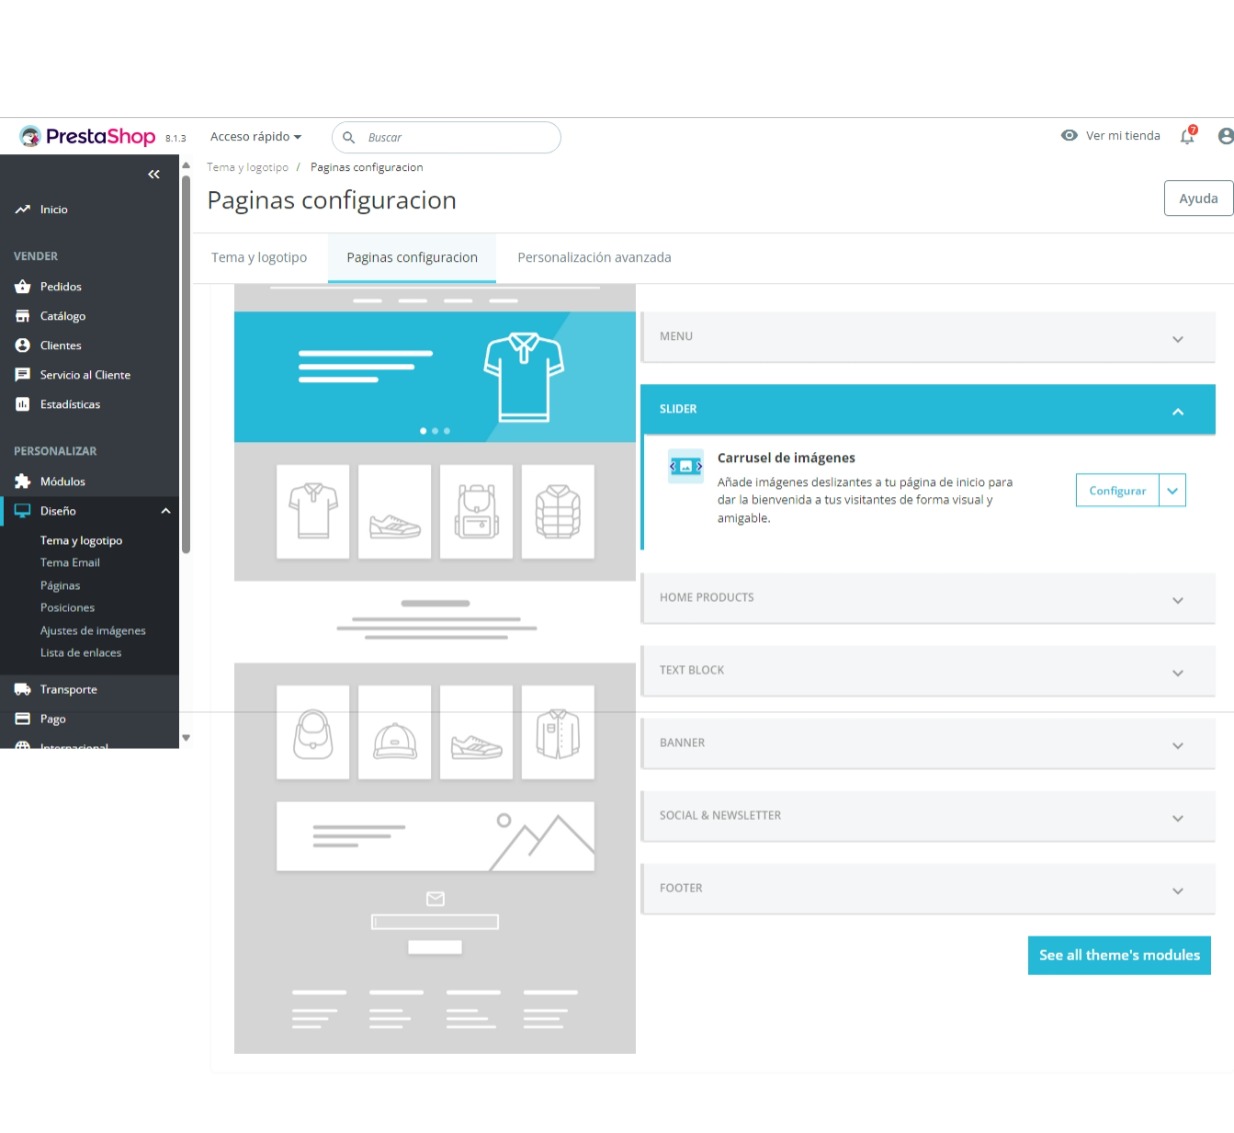 PrestaShop 8.1.3 Acceso rápido Buscar Ver mi tienda 7
Tema y logotipo / Paginas configuracion
Paginas configuracion
Ayuda
Tema y logotipo Paginas configuracion Personalización avanzada
Inicio
VENDER
Pedidos
Catálogo
Clientes
Servicio al Cliente
Estadísticas
PERSONALIZAR
Módulos
Diseño
Tema y logotipo
Tema Email
Páginas
Posiciones
Ajustes de imágenes
Lista de enlaces
Transporte
Pago
Internacional
MENU
SLIDER
Carrusel de imágenes
Añade imágenes deslizantes a tu página de inicio para
dar la bienvenida a tus visitantes de forma visual y
amigable.
Configurar
HOME PRODUCTS
TEXT BLOCK
BANNER
SOCIAL & NEWSLETTER
FOOTER
See all theme's modules